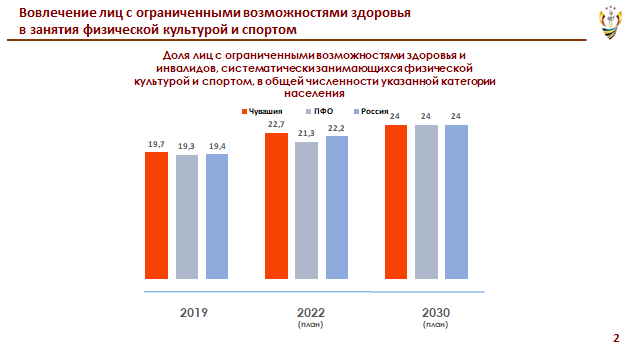 Вовлечение лиц с ограниченными возможностями здоровья
в занятия физической культурой и спортом
Доля лиц с ограниченными возможностями здоровья и
инвалидов, систематически занимающихся физической
культурой и спортом, в общей численности указанной категории
населения
Чувашия ПФО Россия
19,7 19,3 19,4
22,7 21,3 22,2
24 24 24
2019 2022 2030
(план) (план)
2